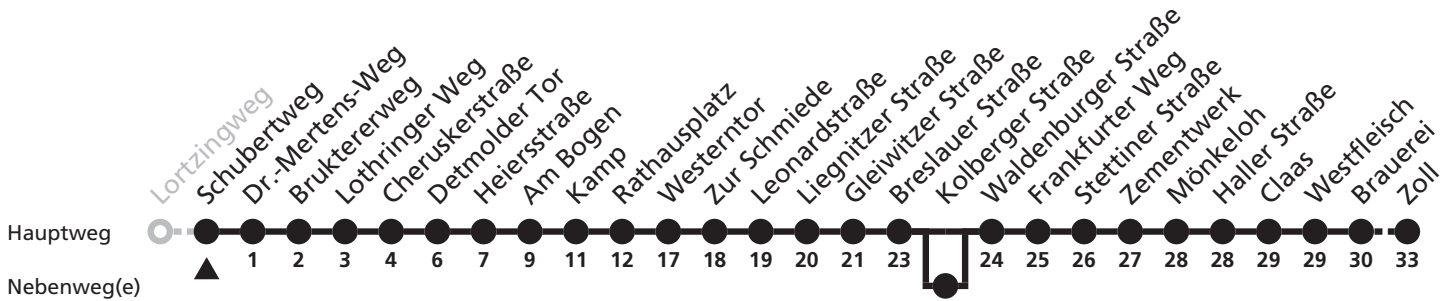 Lortzingweg
Schubertweg
Dr.-Mertens-Weg
Bruktererweg
Lothringer Weg
Cheruskerstraße
Detmolder Tor
Heiersstraße
Am Bogen
Kamp
Rathausplatz
Westerntor
Zur Schmiede
Leonardstraße
Liegnitzer Straße
Gleiwitzer Straße
Breslauer Straße
Kolberger Straße
Waldenburger Straße
Frankfurter Weg
Stettiner Straße
Zementwerk
Mönkeloh
Haller Straße
Claas
Westfleisch
Brauerei
Zoll
Hauptweg
1 2 3 4 6 7 9 11 12 17 18 19 20 21 23 24 25 26 27 28 28 29 29 30 33
Nebenweg(e)